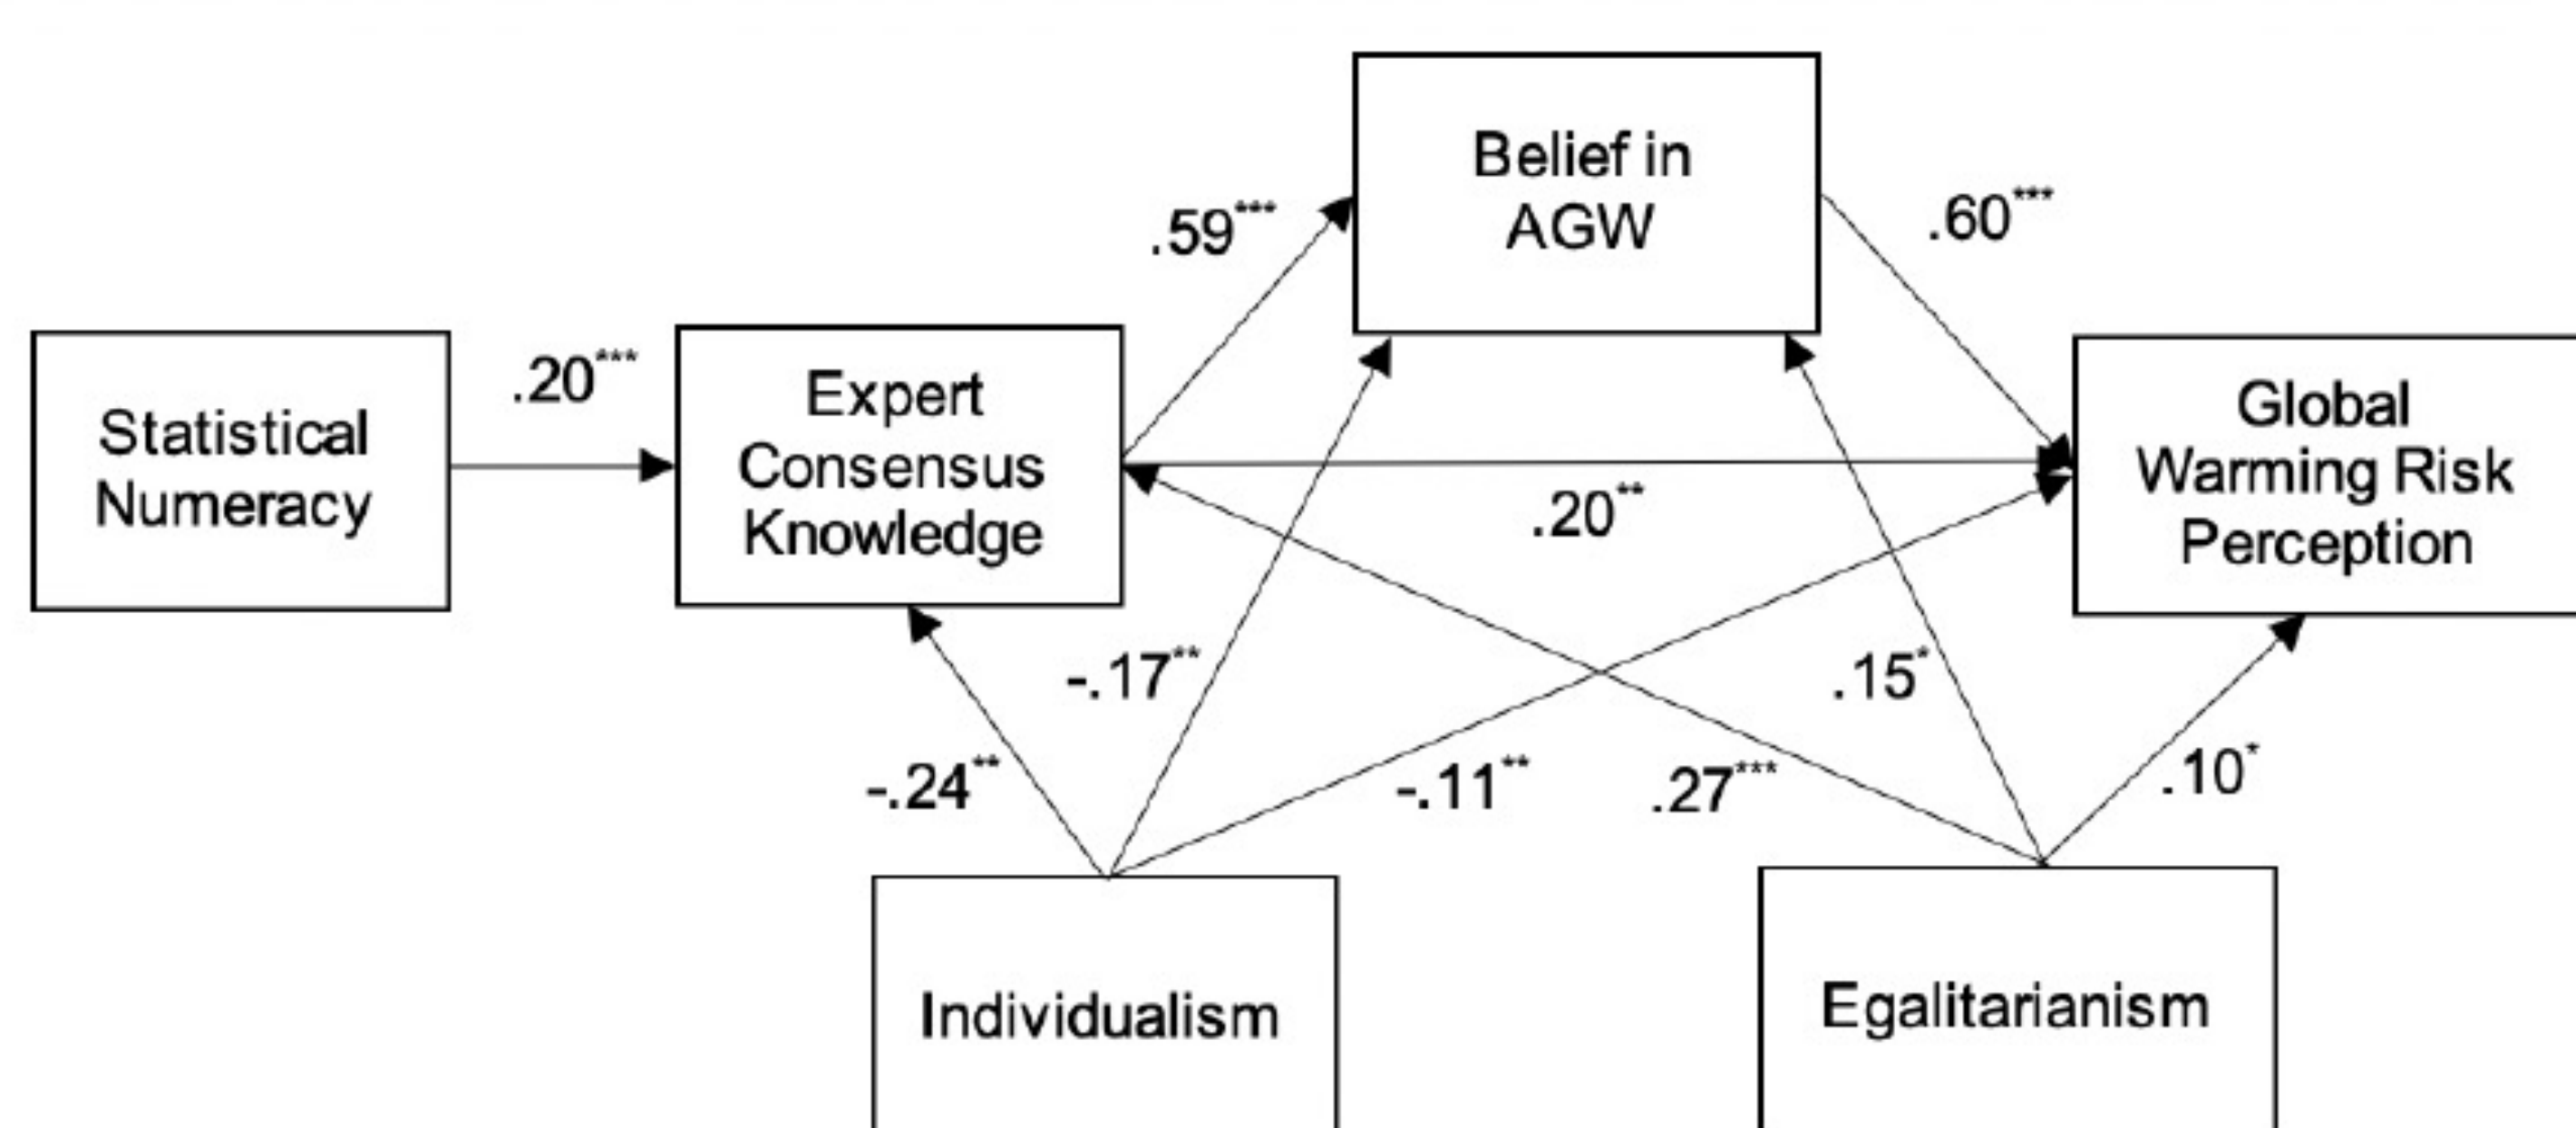 Belief in
AGW
.59***
.60***
.20***
Statistical
Numeracy
Expert
Consensus
Knowledge
Global
Warming Risk
Perception
.20**
-.17**
.15*
-.24**
-.11**
.27***
.10*
Individualism
Egalitarianism